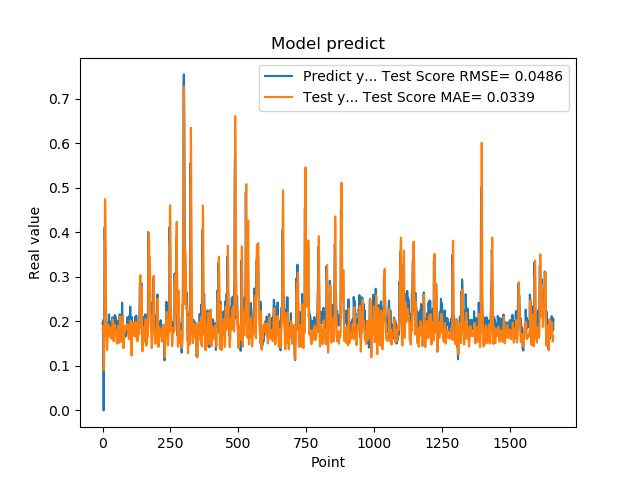 Model predict
Predict y... Test Score RMSE= 0.0486
Test y... Test Score MAE= 0.0339
Real value
0.7
0.6
0.5
0.4
0.3
0.2
0.1
0.0
0 250 500 750 1000 1250 1500
Point